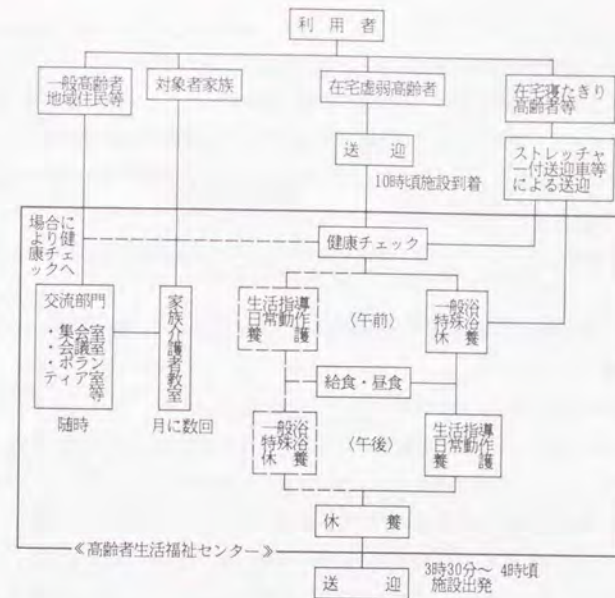 利用者
一般高齢者
地域住民等
対象者家族
在宅虚弱高齢者
在宅寝たきり
高齢者等
送迎
ストレッチャ
ー付送迎車等
による送迎
10時頃施設到着
場合に
より健
康チェ
ックへ
健康チェック
交流部門
・集会室
・会議室
・ボラン
ティア室
等
随時
家族介護者教室
月に数回
生活指導
日常動作
養護
〈午前〉
一般浴
特殊浴
休養
給食・昼食
一般浴
特殊浴
休養
〈午後〉
生活指導
日常動作
養護
休養
≪高齢者生活福祉センター≫
送迎
3時30分〜4時頃
施設出発